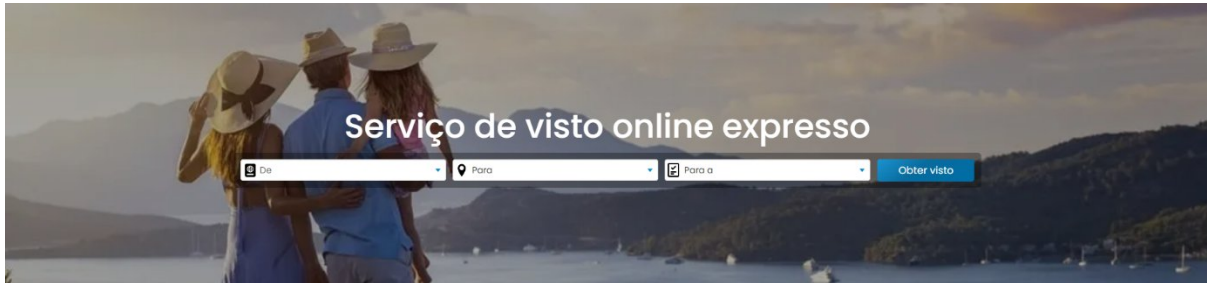 Serviço de visto online expresso
De
Para
Para a
Obter visto